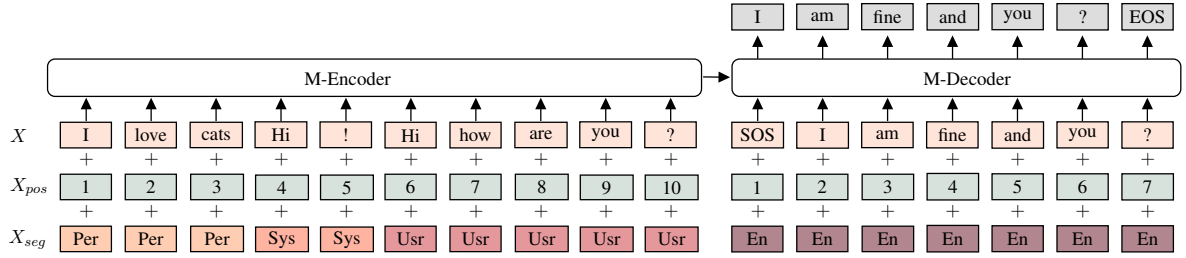 I am fine and you ? EOS
M-Encoder M-Decoder
X I love cats Hi ! Hi how are you ? SOS I am fine and you ?
+ + + + + + + + + + + + + + + + +
X_pos 1 2 3 4 5 6 7 8 9 10 1 2 3 4 5 6 7
+ + + + + + + + + + + + + + + + +
X_seg Per Per Per Sys Sys Usr Usr Usr Usr Usr En En En En En En En